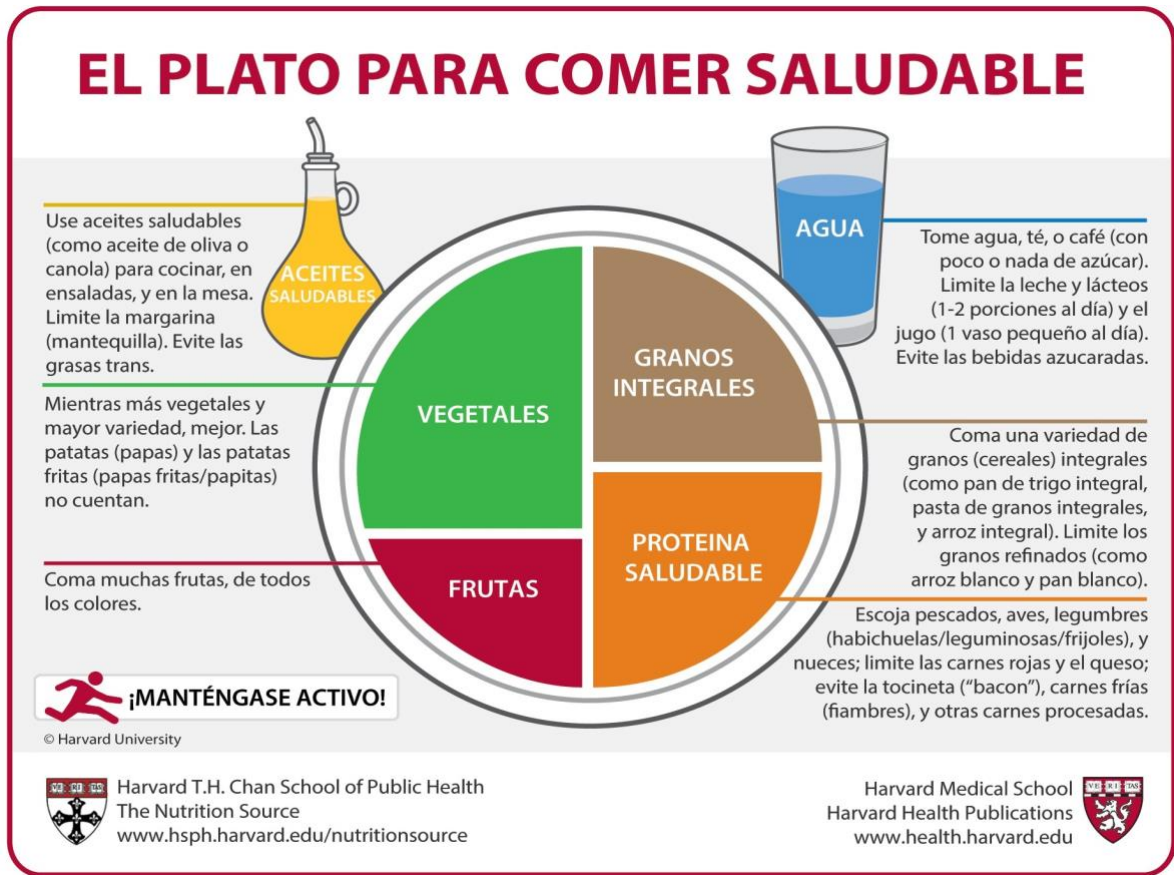 EL PLATO PARA COMER SALUDABLE
Use aceites saludables
(como aceite de oliva o
canola) para cocinar, en
ensaladas, y en la mesa.
Limite la margarina
(mantequilla). Evite las
grasas trans.
ACEITES
SALUDABLES
Mientras más vegetales y
mayor variedad, mejor. Las
patatas (papas) y las patatas
fritas (papas fritas/papitas)
no cuentan.
Coma muchas frutas, de todos
los colores.
VEGETALES
FRUTAS
GRANOS
INTEGRALES
PROTEINA
SALUDABLE
AGUA
Tome agua, té, o café (con
poco o nada de azúcar).
Limite la leche y lácteos
(1-2 porciones al día) y el
jugo (1 vaso pequeño al día).
Evite las bebidas azucaradas.
Coma una variedad de
granos (cereales) integrales
(como pan de trigo integral,
pasta de granos integrales,
y arroz integral). Limite los
granos refinados (como
arroz blanco y pan blanco).
Escoja pescados, aves, legumbres
(habichuelas/leguminosas/frijoles), y
nueces; limite las carnes rojas y el queso;
evite la tocineta (“bacon”), carnes frías
(fiambres), y otras carnes procesadas.
¡MANTÉNGASE ACTIVO!
© Harvard University
VE RI TAS
Harvard T.H. Chan School of Public Health
The Nutrition Source
www.hsph.harvard.edu/nutritionsource
Harvard Medical School
Harvard Health Publications
www.health.harvard.edu
VE RI TAS